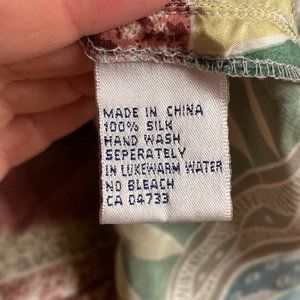 MADE IN CHINA
100% SILK
HAND WASH
SEPERATELY
IN LUKEWARM WATER
NO BLEACH
CA 04733